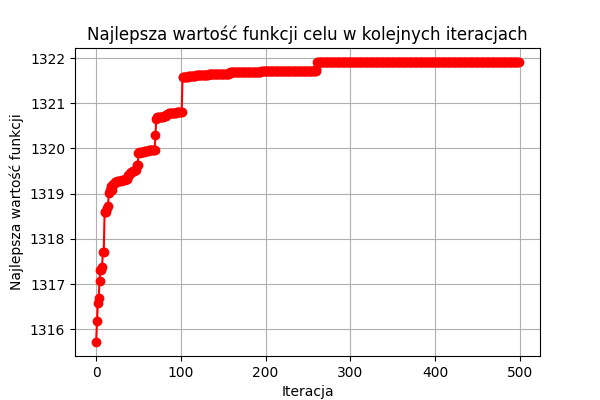 Najlepsza wartość funkcji celu w kolejnych iteracjach
Najlepsza wartość funkcji
1322
1321
1320
1319
1318
1317
1316
0 100 200 300 400 500
Iteracja